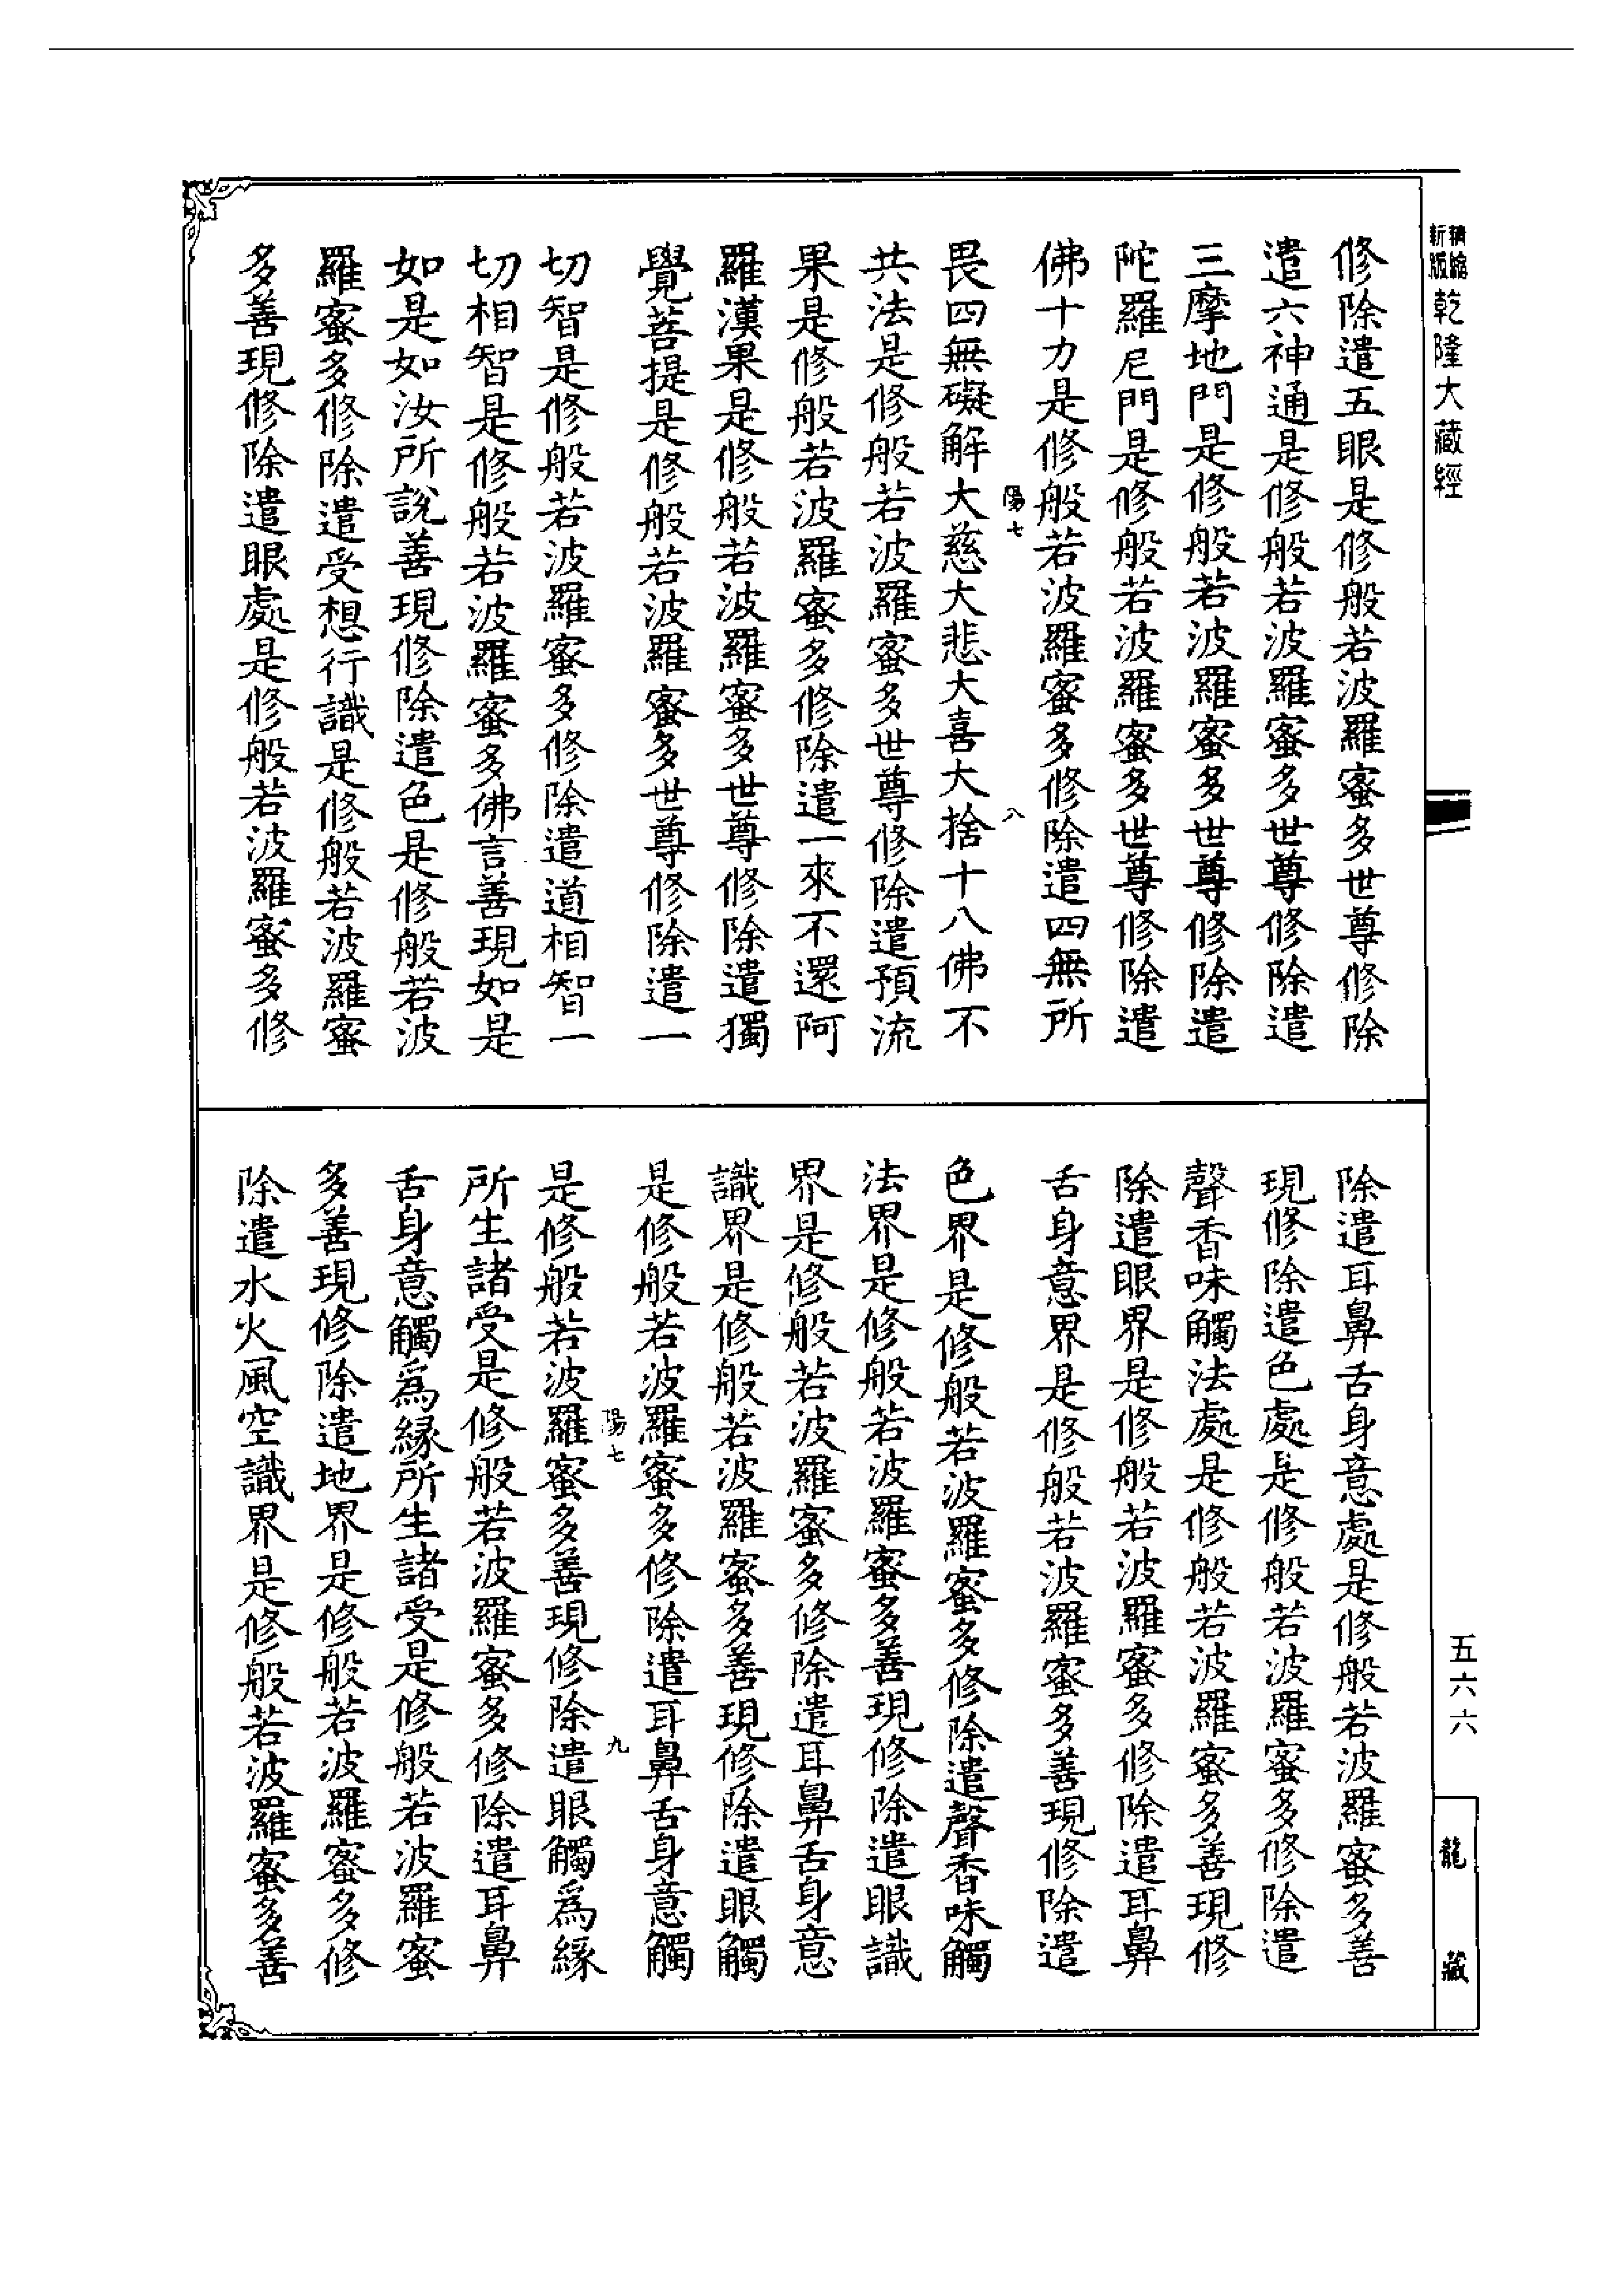 精縮新版乾隆大藏經
修除遣五眼是修般若波羅蜜多世尊修除
遣六神通是修般若波羅蜜多世尊修除遣
三摩地門是修般若波羅蜜多世尊修除遣
陀羅尼門是修般若波羅蜜多世尊修除遣
佛十力是修般若波羅蜜多修除遣四無所
陽七 八
畏四無礙解大慈大悲大喜大捨十八佛不
共法是修般若波羅蜜多世尊修除遣預流
果是修般若波羅蜜多修除遣一來不還阿
羅漢果是修般若波羅蜜多世尊修除遣獨
覺菩提是修般若波羅蜜多世尊修除遣一
切智是修般若波羅蜜多修除遣道相智一
切相智是修般若波羅蜜多佛言善現如是
如是如汝所說善現修除遣色是修般若波
羅蜜多修除遣受想行識是修般若波羅蜜
多善現修除遣眼處是修般若波羅蜜多修
除遣耳鼻舌身意處是修般若波羅蜜多善
現修除遣色處是修般若波羅蜜多修除遣
聲香味觸法處是修般若波羅蜜多善現修
除遣眼界是修般若波羅蜜多修除遣耳鼻
舌身意界是修般若波羅蜜多善現修除遣
色界是修般若波羅蜜多修除遣聲香味觸
法界是修般若波羅蜜多善現修除遣眼識
界是修般若波羅蜜多修除遣耳鼻舌身意
識界是修般若波羅蜜多善現修除遣眼觸
是修般若波羅蜜多修除遣耳鼻舌身意觸
陽七 九
是修般若波羅蜜多善現修除遣眼觸為緣
所生諸受是修般若波羅蜜多修除遣耳鼻
舌身意觸為緣所生諸受是修般若波羅蜜
多善現修除遣地界是修般若波羅蜜多修
除遣水火風空識界是修般若波羅蜜多善
五六六
龍藏